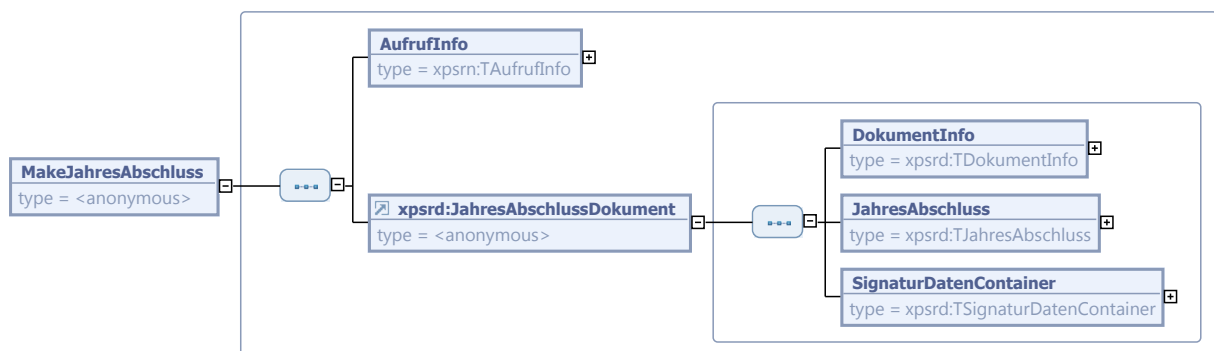 AufrufInfo
type = xpsrn:TAufrufInfo
MakeJahresAbschluss
type = <anonymous>
xpsrd:JahresAbschlussDokument
type = <anonymous>
DokumentInfo
type = xpsrd:TDokumentInfo
JahresAbschluss
type = xpsrd:TJahresAbschluss
SignaturDatenContainer
type = xpsrd:TSignaturDatenContainer